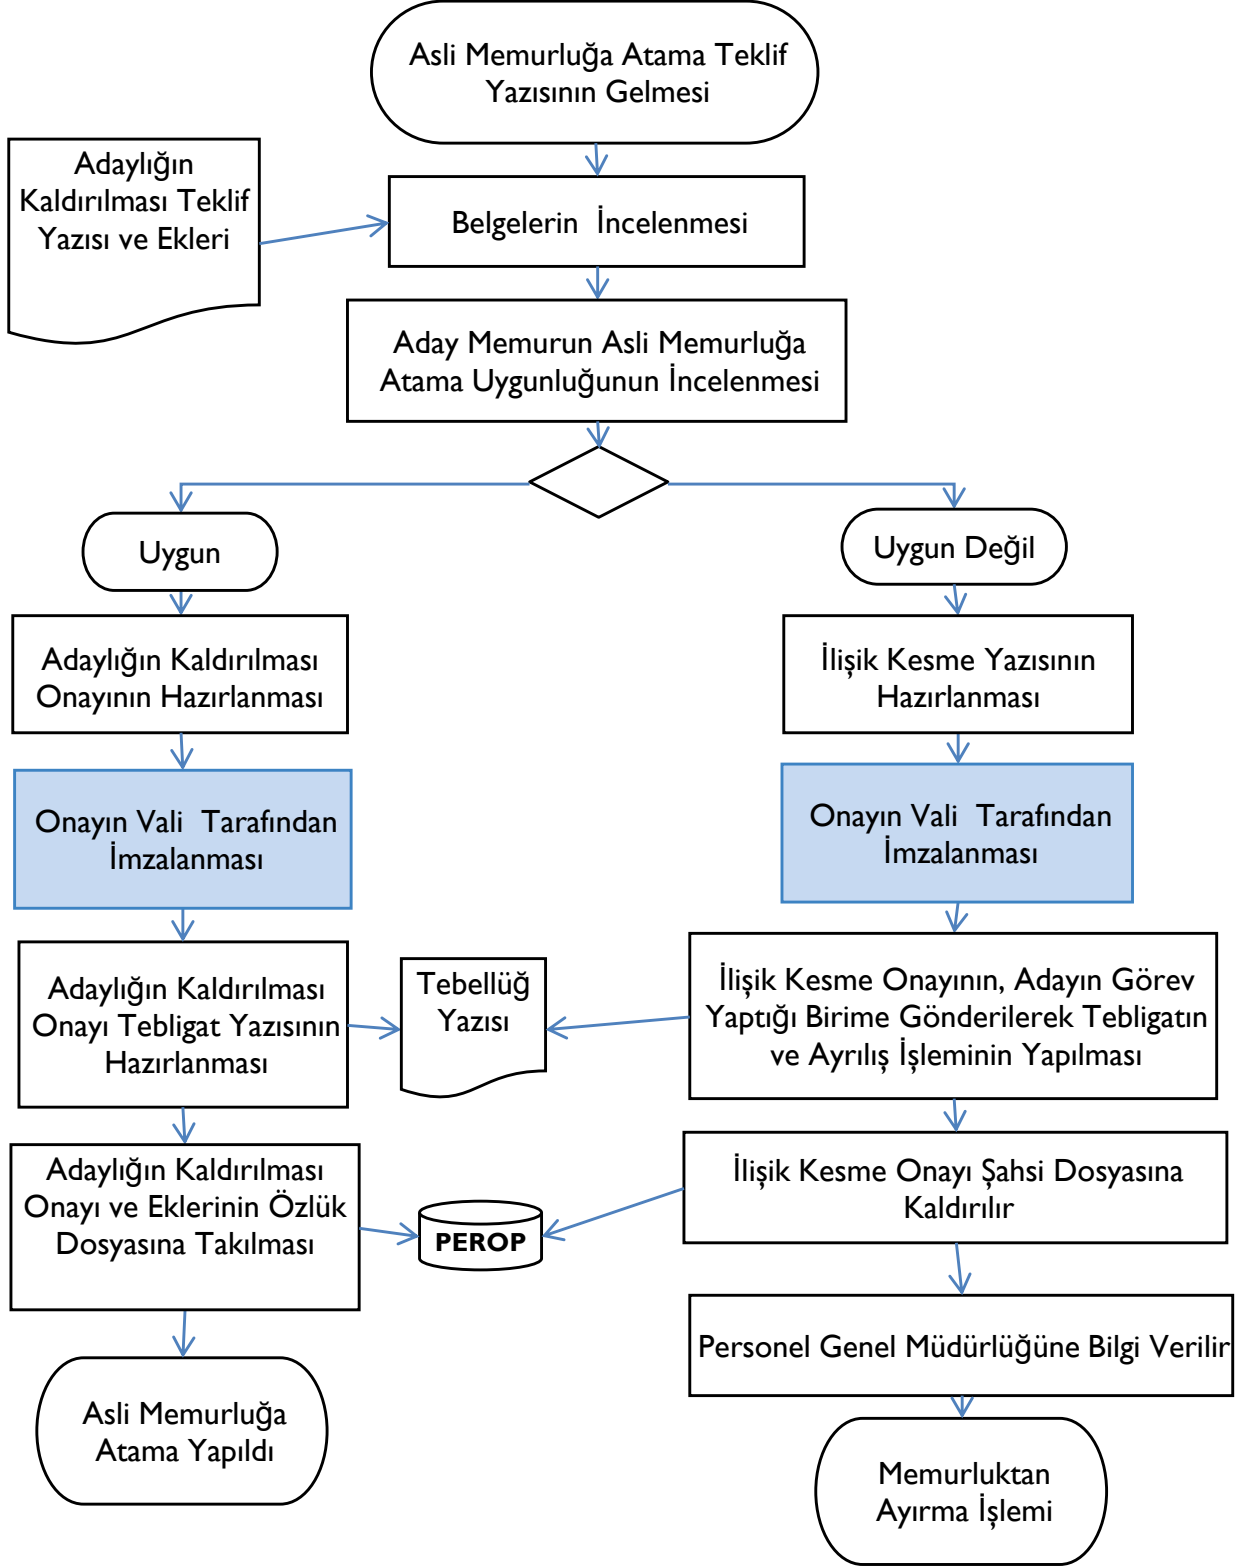 Asli Memurluğa Atama Teklif
Yazısının Gelmesi
Adaylığın
Kaldırılması Teklif
Yazısı ve Ekleri
Belgelerin İncelenmesi
Aday Memurun Asli Memurluğa
Atama Uygunluğunun İncelenmesi
Uygun
Uygun Değil
Adaylığın Kaldırılması
Onayının Hazırlanması
İlişik Kesme Yazısının
Hazırlanması
Onayın Vali Tarafından
İmzalanması
Onayın Vali Tarafından
İmzalanması
Adaylığın Kaldırılması
Onayı Tebligat Yazısının
Hazırlanması
Tebellüğ
Yazısı
İlişik Kesme Onayının, Adayın Görev
Yaptığı Birime Gönderilerek Tebligatın
ve Ayrılış İşleminin Yapılması
Adaylığın Kaldırılması
Onayı ve Eklerinin Özlük
Dosyasına Takılması
PEROP
İlişik Kesme Onayı Şahsi Dosyasına
Kaldırılır
Personel Genel Müdürlüğüne Bilgi Verilir
Asli Memurluğa
Atama Yapıldı
Memurluktan
Ayırma İşlemi